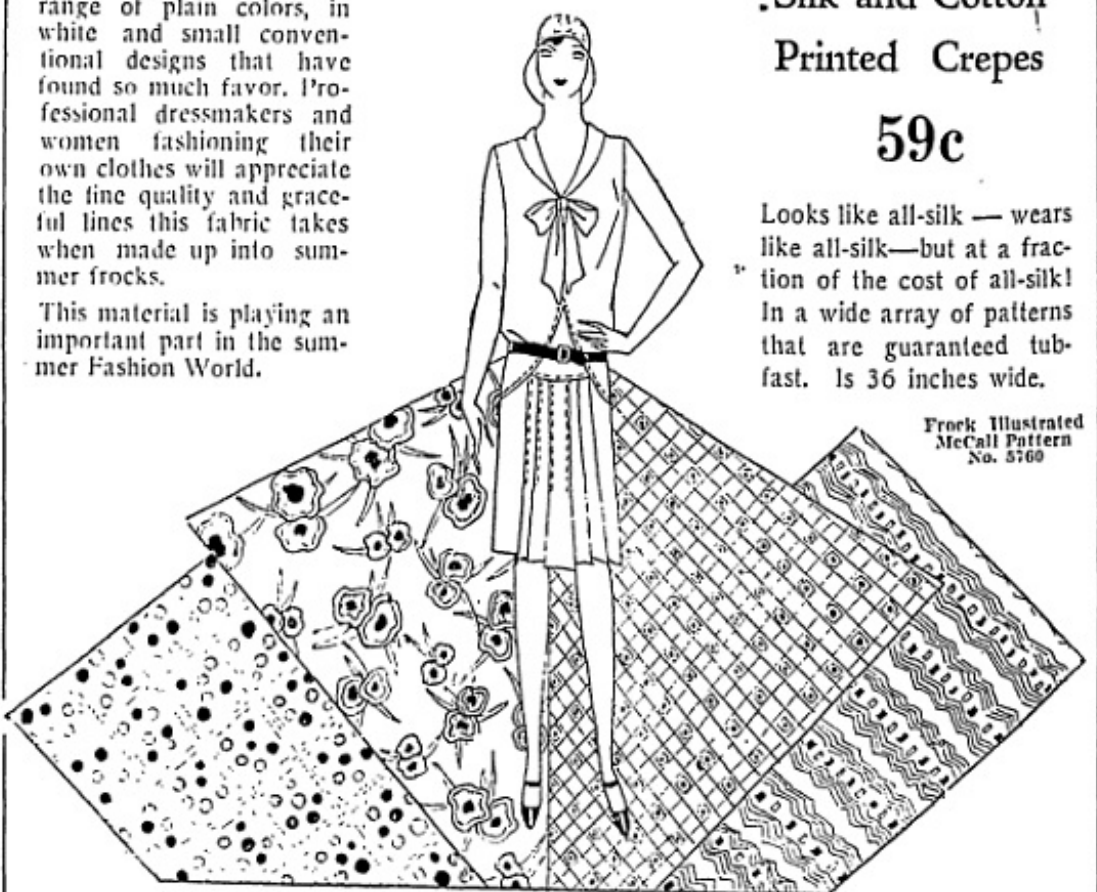 range of plain colors, in
white and small conven-
tional designs that have
found so much favor. Pro-
fessional dressmakers and
women fashioning their
own clothes will appreciate
the fine quality and grace-
ful lines this fabric takes
when made up into sum-
mer frocks.
This material is playing an
important part in the sum-
mer Fashion World.
Silk and Cotton
Printed Crepes
59c
Looks like all-silk — wears
like all-silk—but at a frac-
tion of the cost of all-silk!
In a wide array of patterns
that are guaranteed tub-
fast. Is 36 inches wide.
Frock Illustrated
McCall Pattern
No. 5760